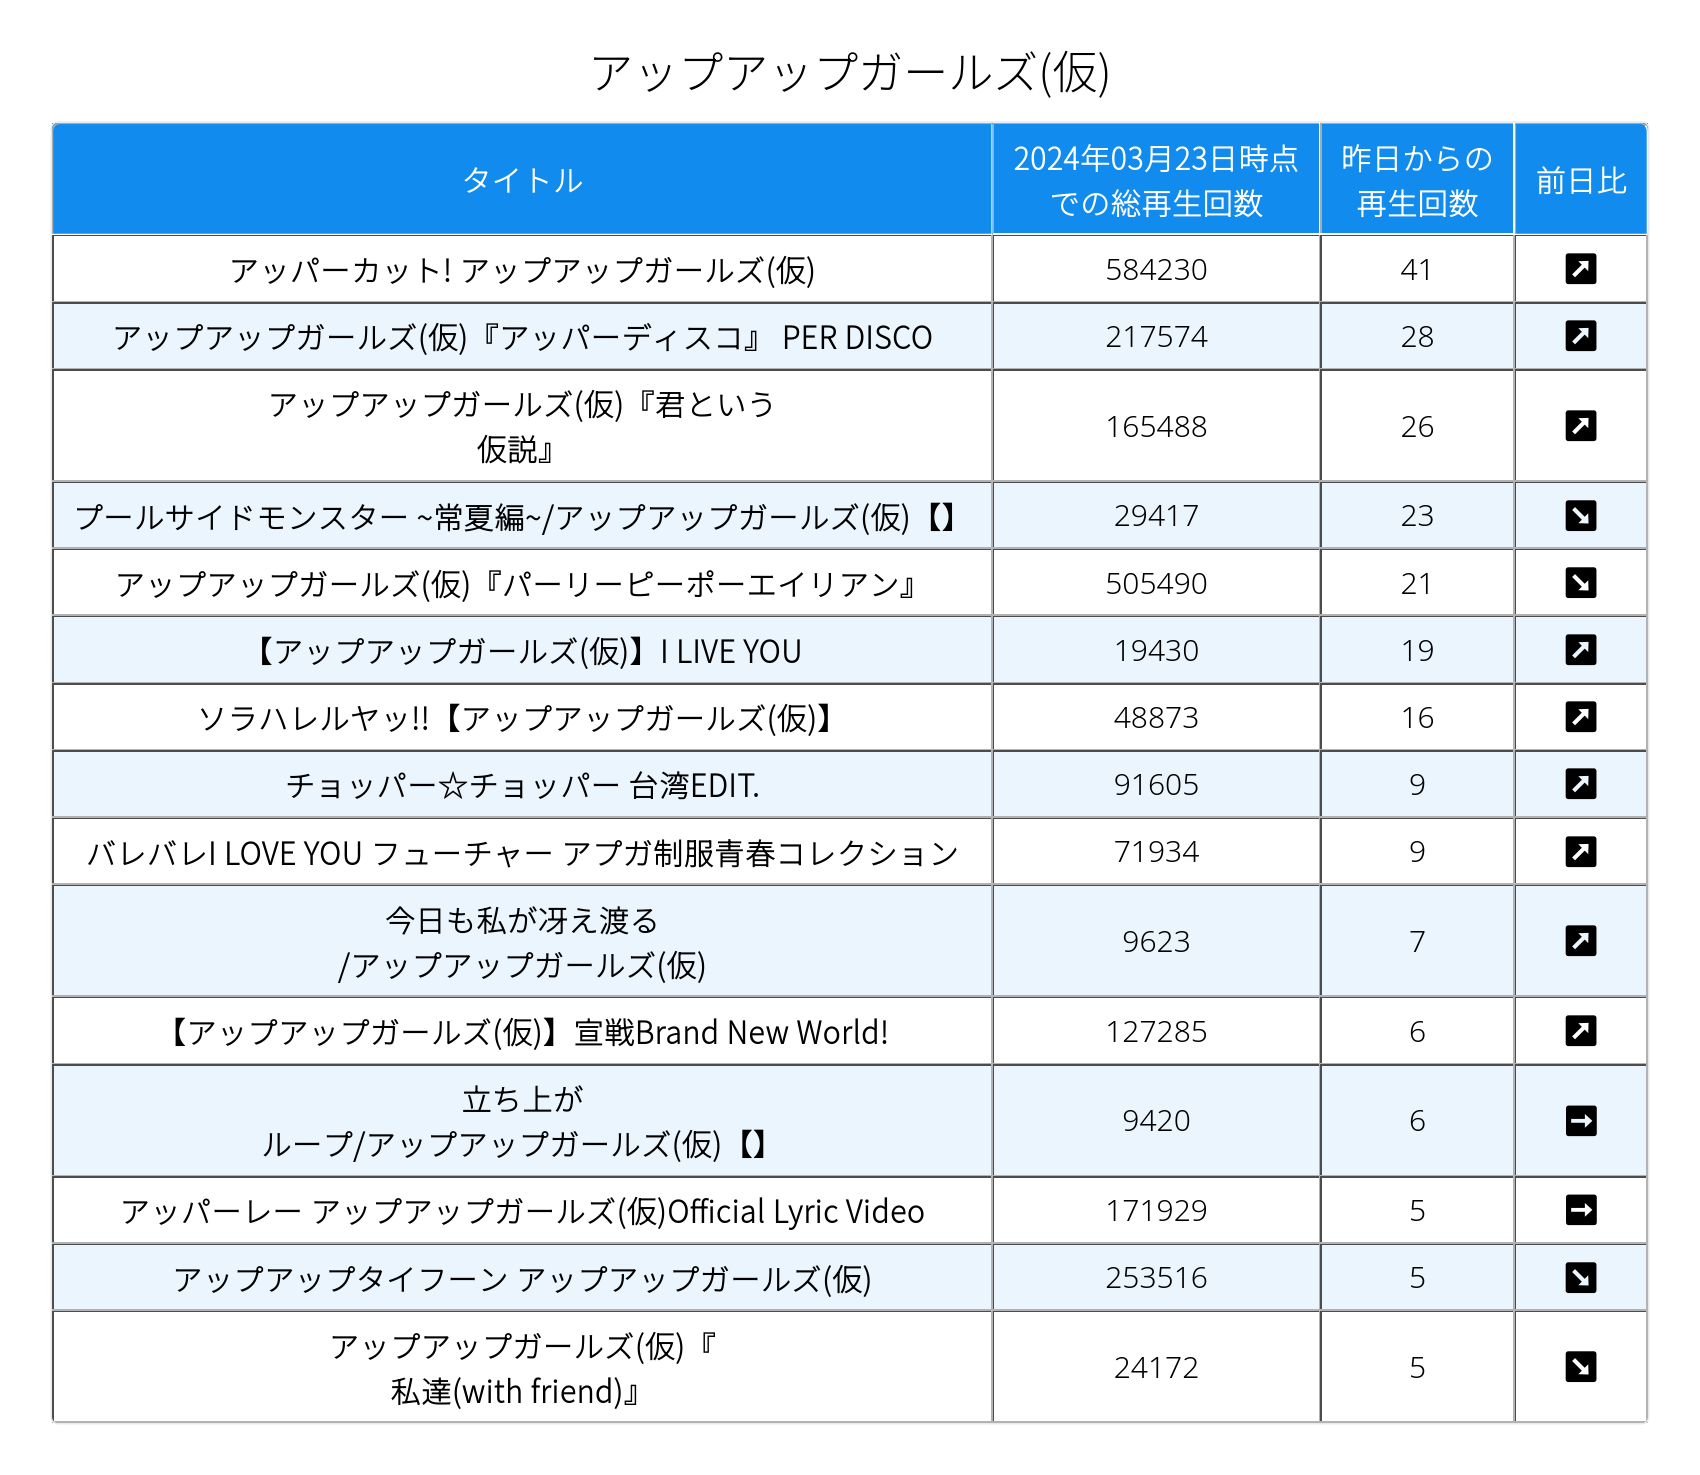 アップアップガールズ(仮)
タイトル
2024年03月23日時点
での総再生回数
昨日からの
再生回数
前日比
アッパーカット! アップアップガールズ(仮) 584230 41
アップアップガールズ(仮)『アッパーディスコ』 PER DISCO 217574 28
アップアップガールズ(仮)『君という
仮説』
165488 26
プールサイドモンスター ~常夏編~/アップアップガールズ(仮)【】 29417 23
アップアップガールズ(仮)『パーリーピーポーエイリアン』 505490 21
【アップアップガールズ(仮)】I LIVE YOU 19430 19
ソラハレルヤッ!!【アップアップガールズ(仮)】 48873 16
チョッパー☆チョッパー 台湾EDIT. 91605 9
バレバレI LOVE YOU フューチャー アプガ制服青春コレクション 71934 9
今日も私が冴え渡る
/アップアップガールズ(仮)
9623 7
【アップアップガールズ(仮)】宣戦Brand New World! 127285 6
立ち上が
ループ/アップアップガールズ(仮)【】
9420 6
アッパーレー アップアップガールズ(仮)Official Lyric Video 171929 5
アップアップタイフーン アップアップガールズ(仮) 253516 5
アップアップガールズ(仮)『
私達(with friend)』
24172 5